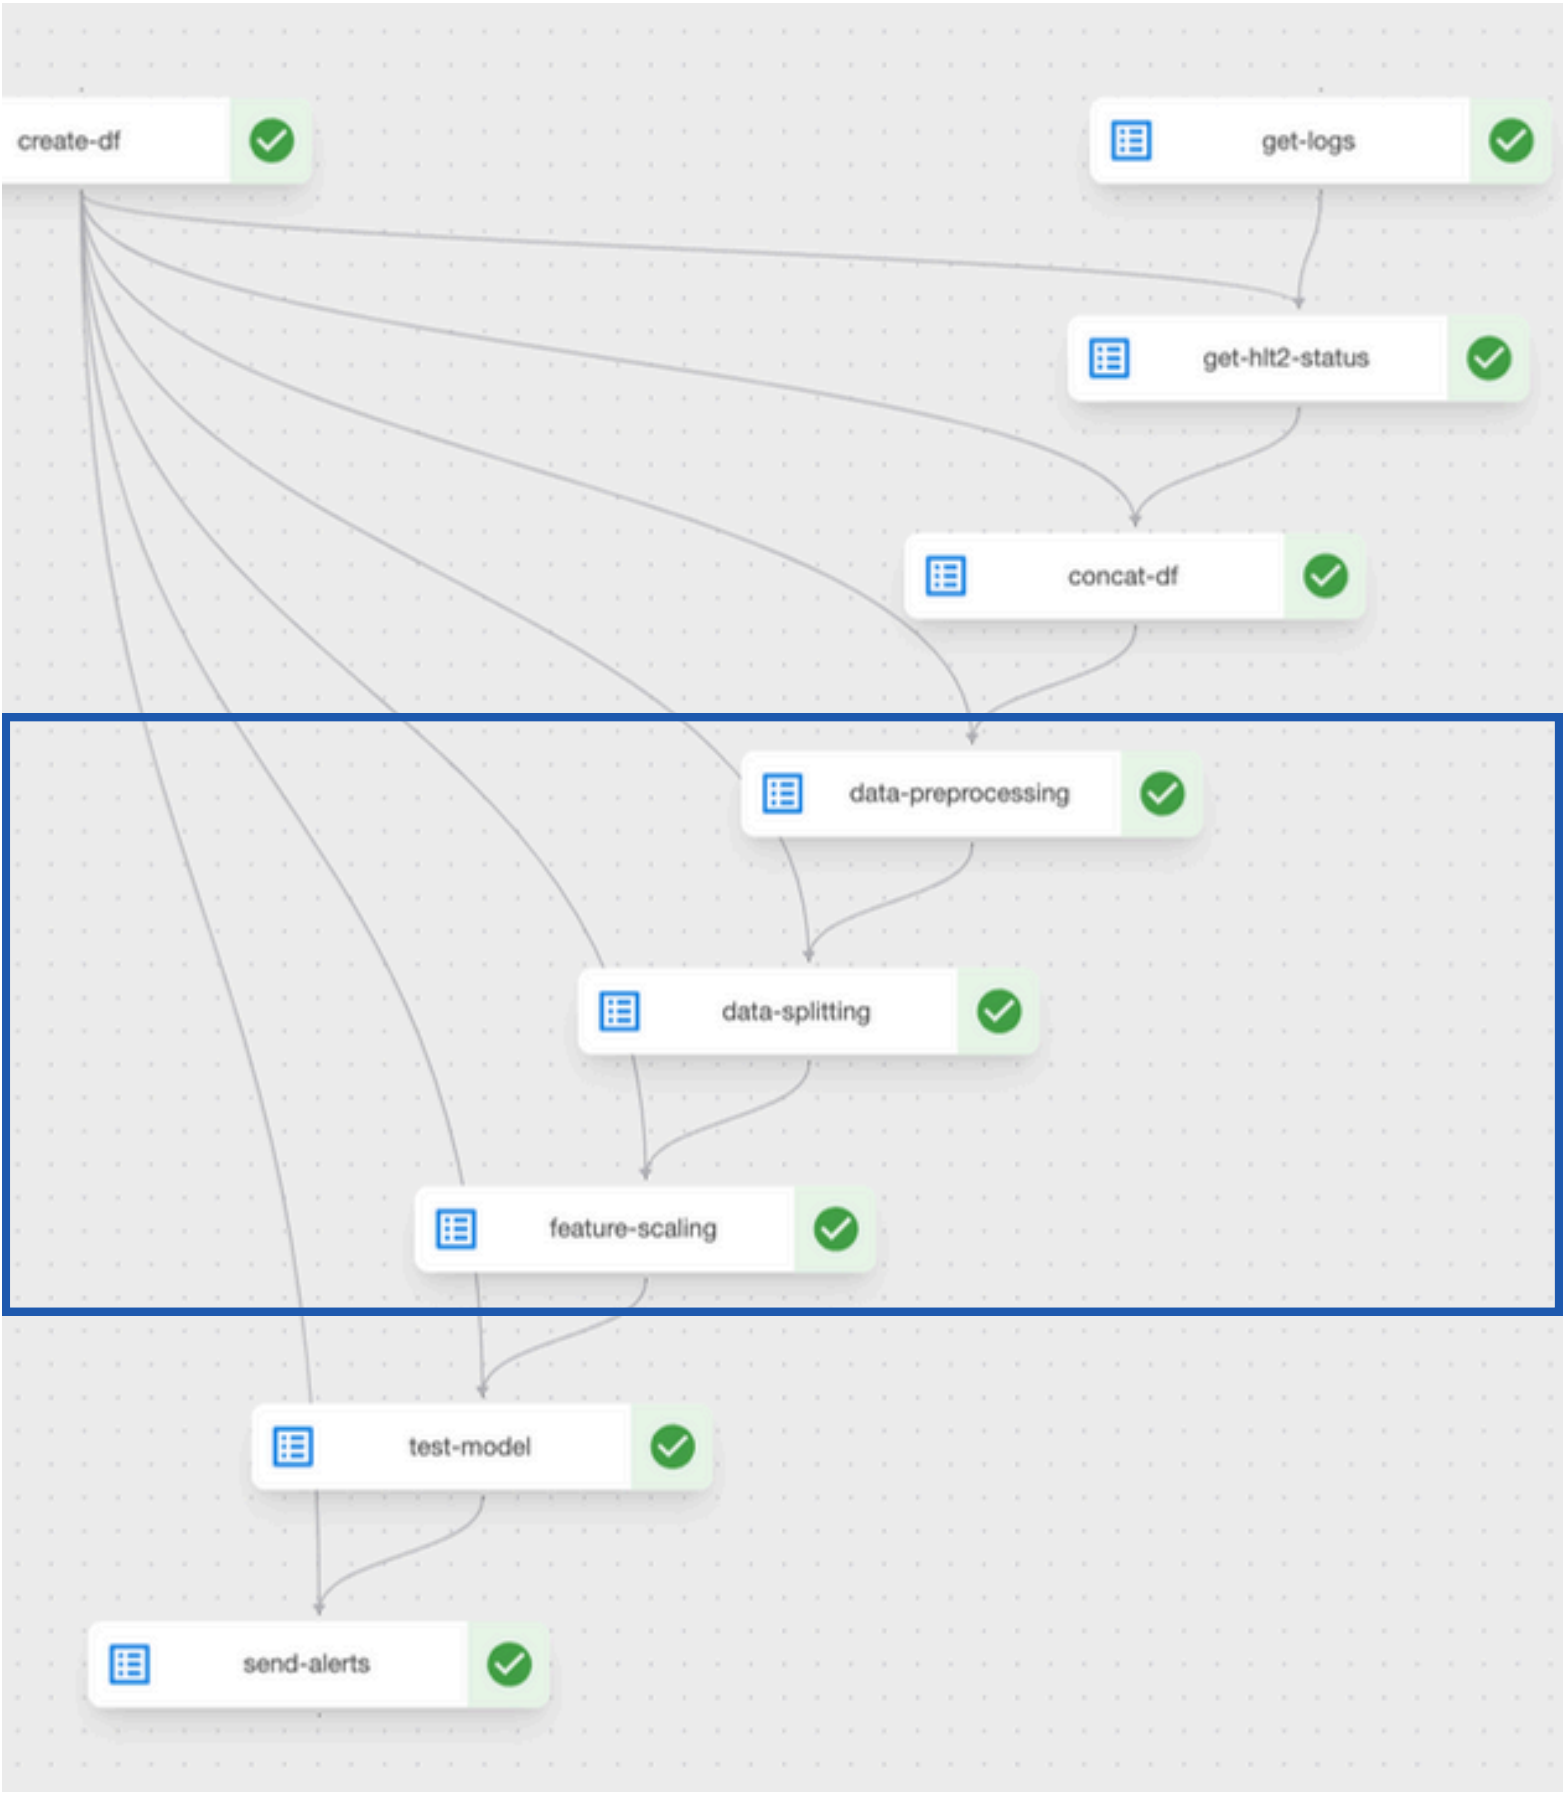 create-df
get-logs
get-hlt2-status
concat-df
data-preprocessing
data-splitting
feature-scaling
test-model
send-alerts